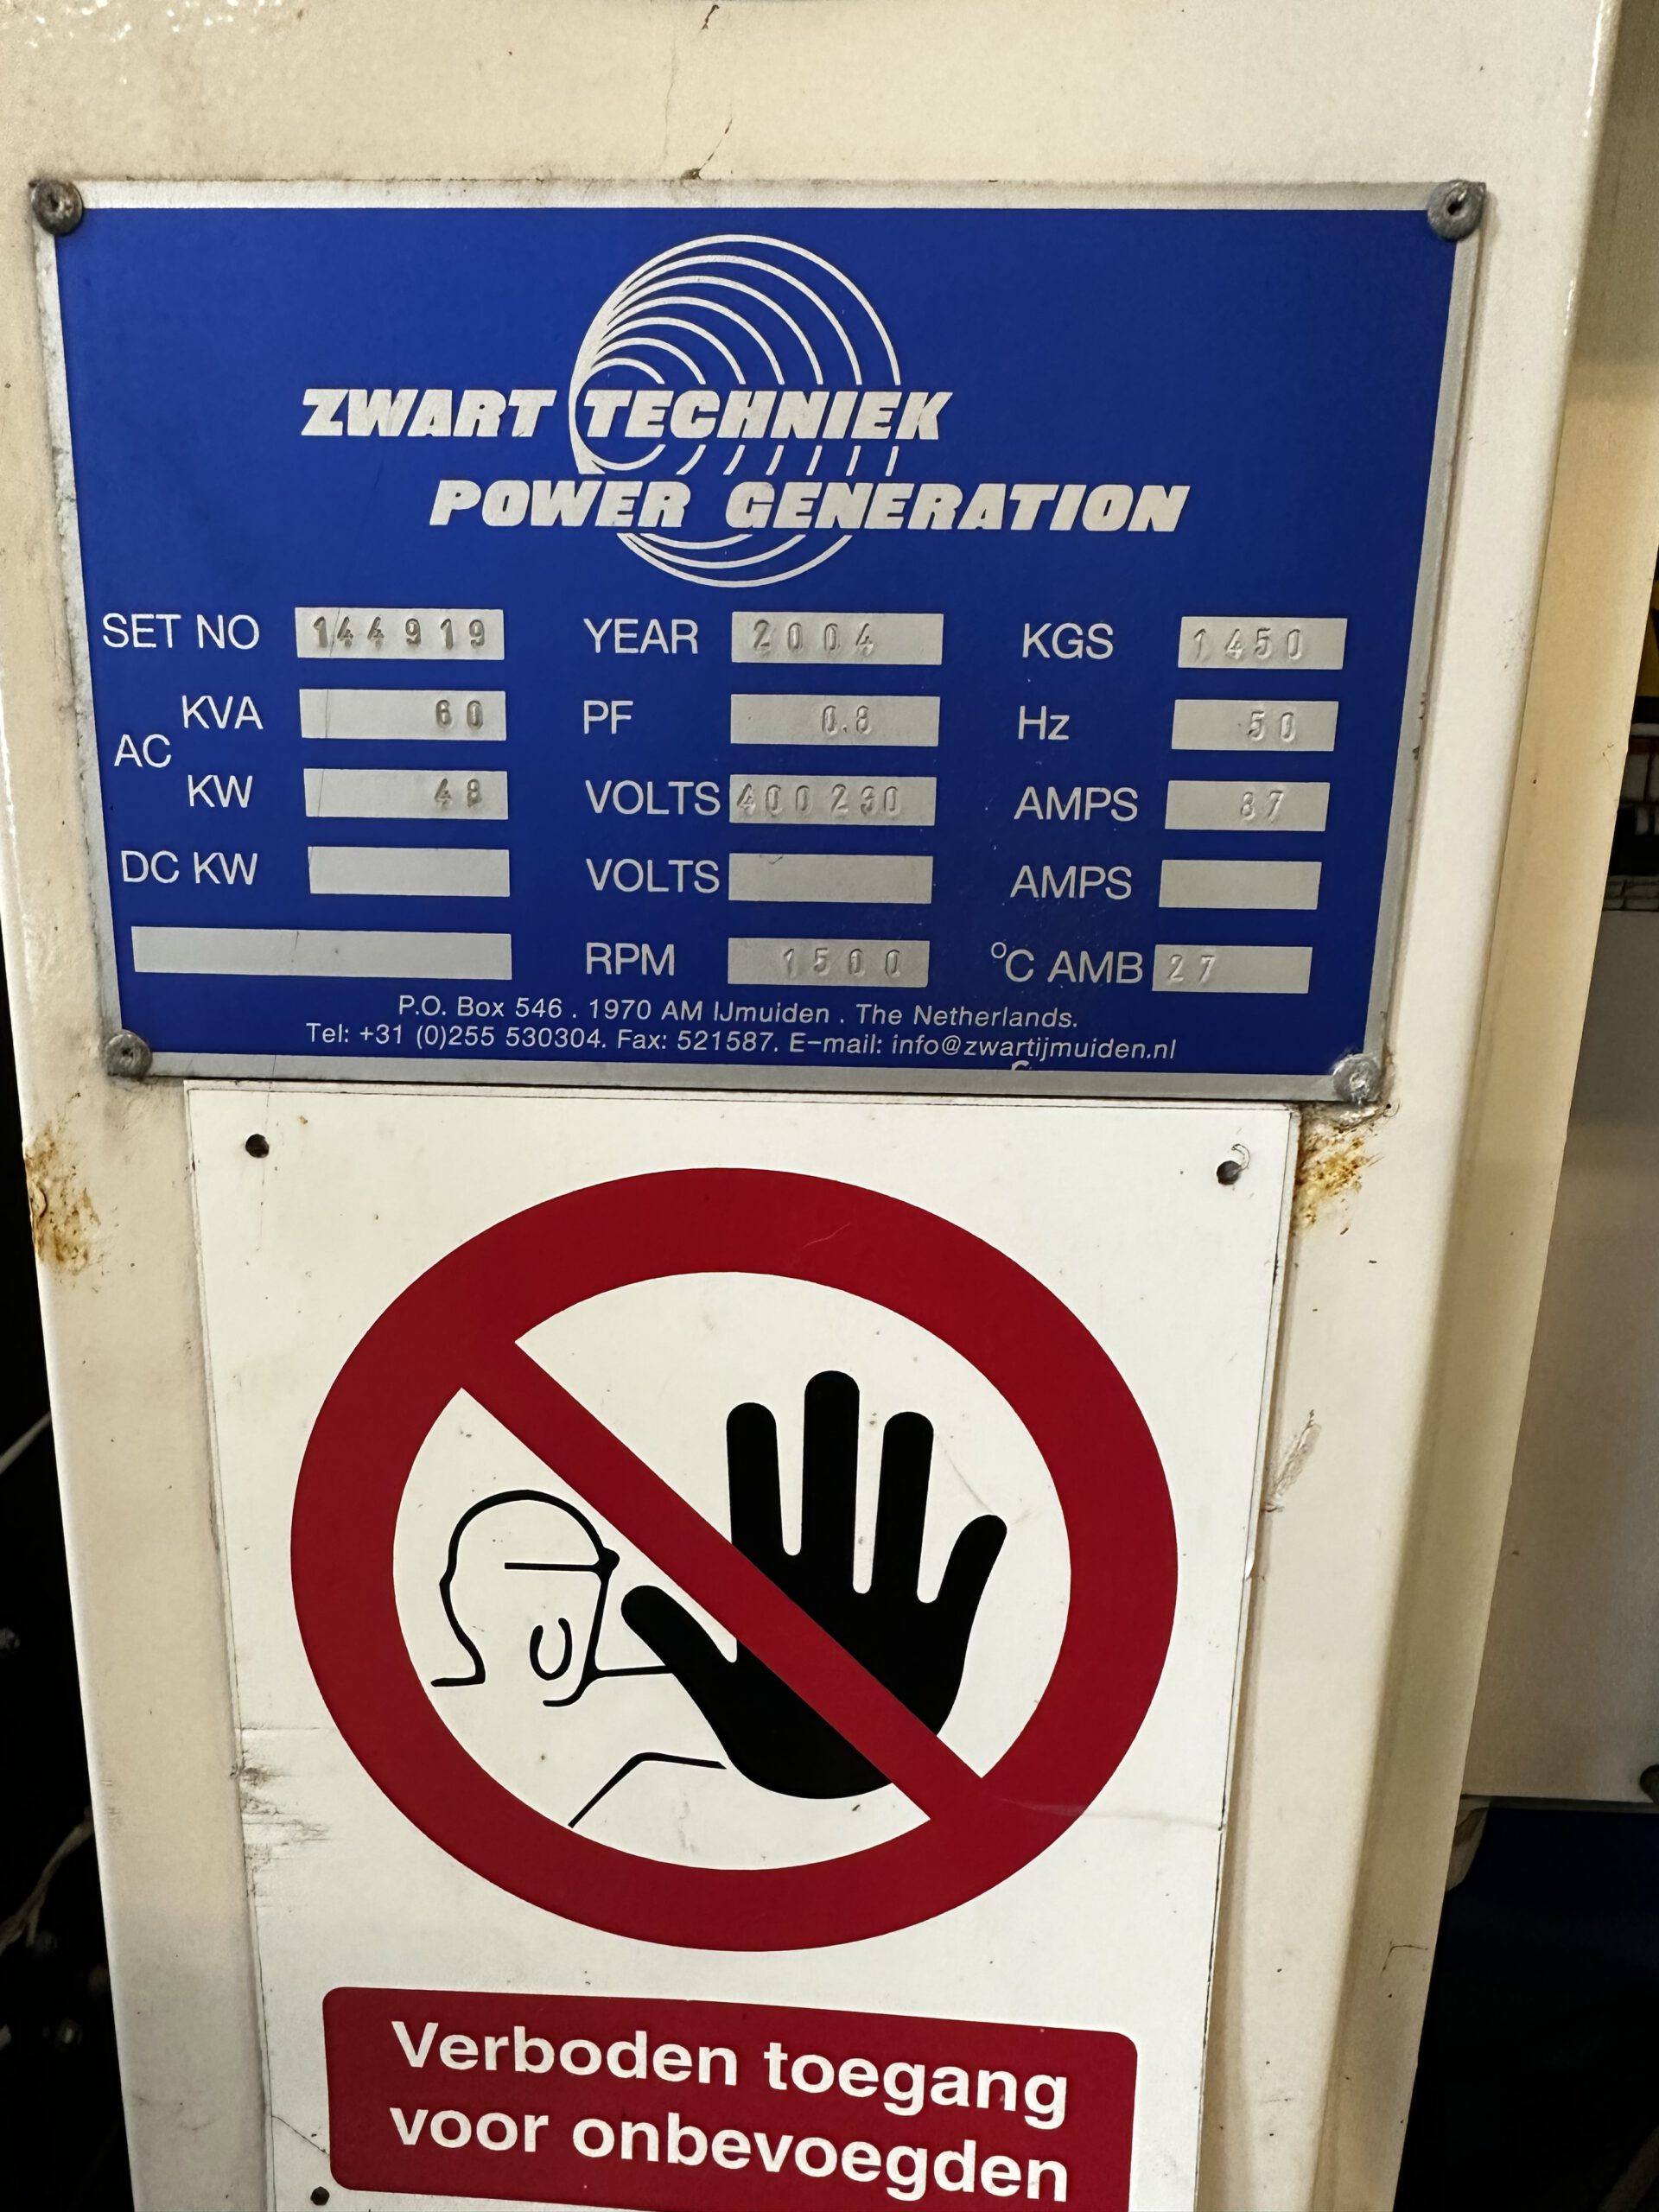 ZWART TECHNIEK
POWER GENERATION
SET NO 144919 YEAR 2004 KGS 1450
AC KVA 60 PF 0.8 Hz 50
KW 48 VOLTS 400 230 AMPS 87
DC KW VOLTS AMPS
RPM 1500 °C AMB 27
P.O. Box 546 . 1970 AM IJmuiden . The Netherlands.
Tel: +31 (0)255 530304. Fax: 521587. E-mail: info@zwartijmuiden.nl
Verboden toegang
voor onbevoegden